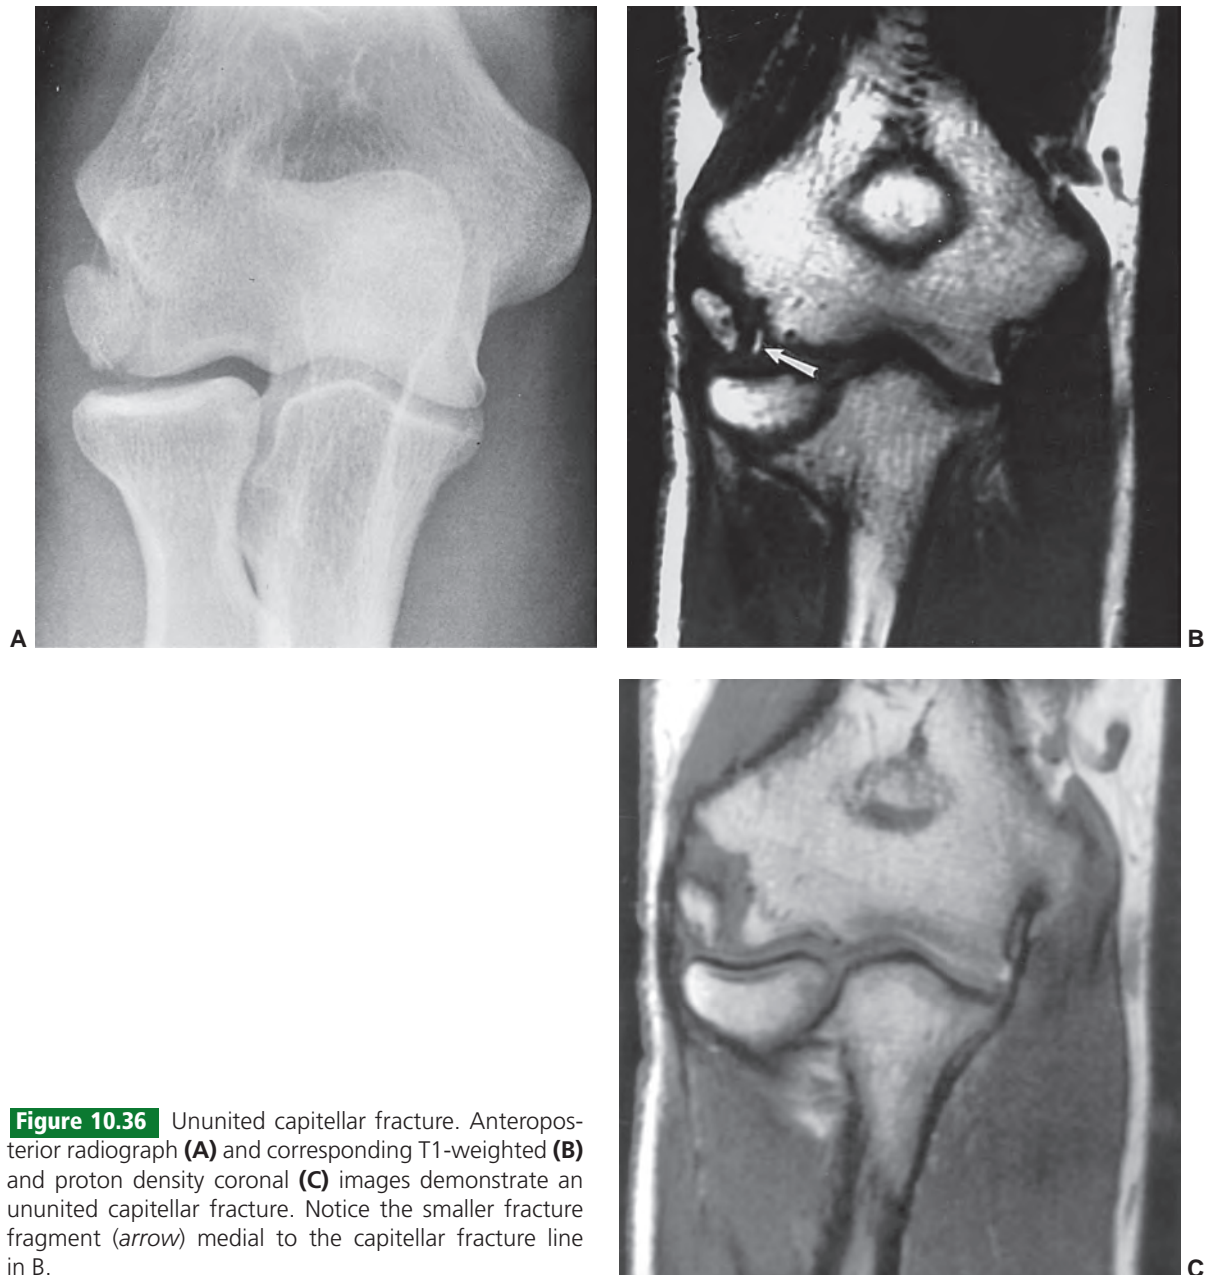 A
B
C
Figure 10.36 Ununited capitellar fracture. Anteropos-
terior radiograph (A) and corresponding T1-weighted (B)
and proton density coronal (C) images demonstrate an
ununited capitellar fracture. Notice the smaller fracture
fragment (arrow) medial to the capitellar fracture line
in B.